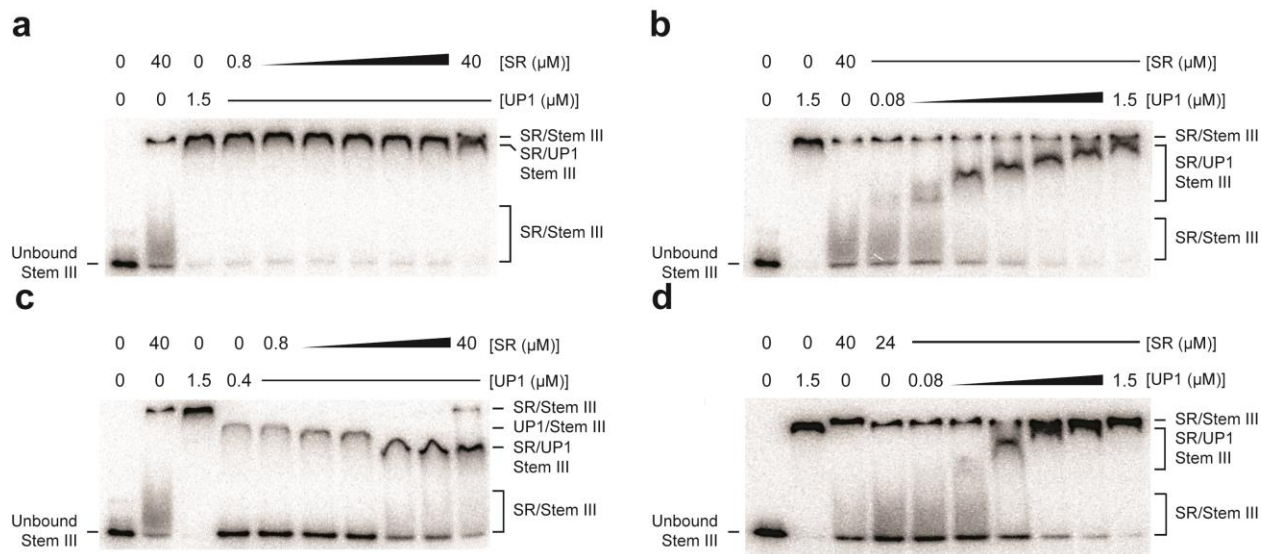 a
0 40 0 0.8 40 [SR (µM)]
0 0 1.5 [UP1 (µM)]
SR/Stem III
SR/UP1
Stem III
SR/Stem III
Unbound
Stem III
b
0 0 40 [SR (µM)]
0 1.5 0 0.08 1.5 [UP1 (µM)]
SR/Stem III
SR/UP1
Stem III
SR/Stem III
Unbound
Stem III
c
0 40 0 0 0.8 40 [SR (µM)]
0 0 1.5 0.4 [UP1 (µM)]
SR/Stem III
UP1/Stem III
SR/UP1
Stem III
SR/Stem III
Unbound
Stem III
d
0 0 40 24 [SR (µM)]
0 1.5 0 0 0.08 1.5 [UP1 (µM)]
SR/Stem III
SR/UP1
Stem III
SR/Stem III
Unbound
Stem III